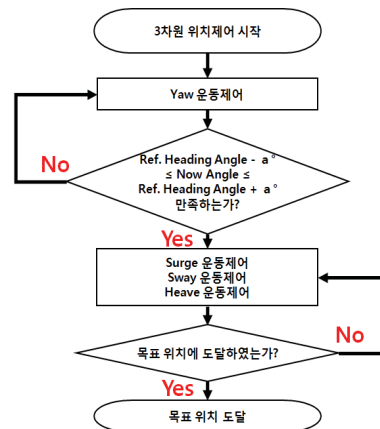 3차원 위치제어 시작
Yaw 운동제어
Ref. Heading Angle - a°
≤ Now Angle ≤
Ref. Heading Angle + a°
만족하는가?
No
Yes
Surge 운동제어
Sway 운동제어
Heave 운동제어
목표 위치에 도달하였는가?
No
Yes
목표 위치 도달